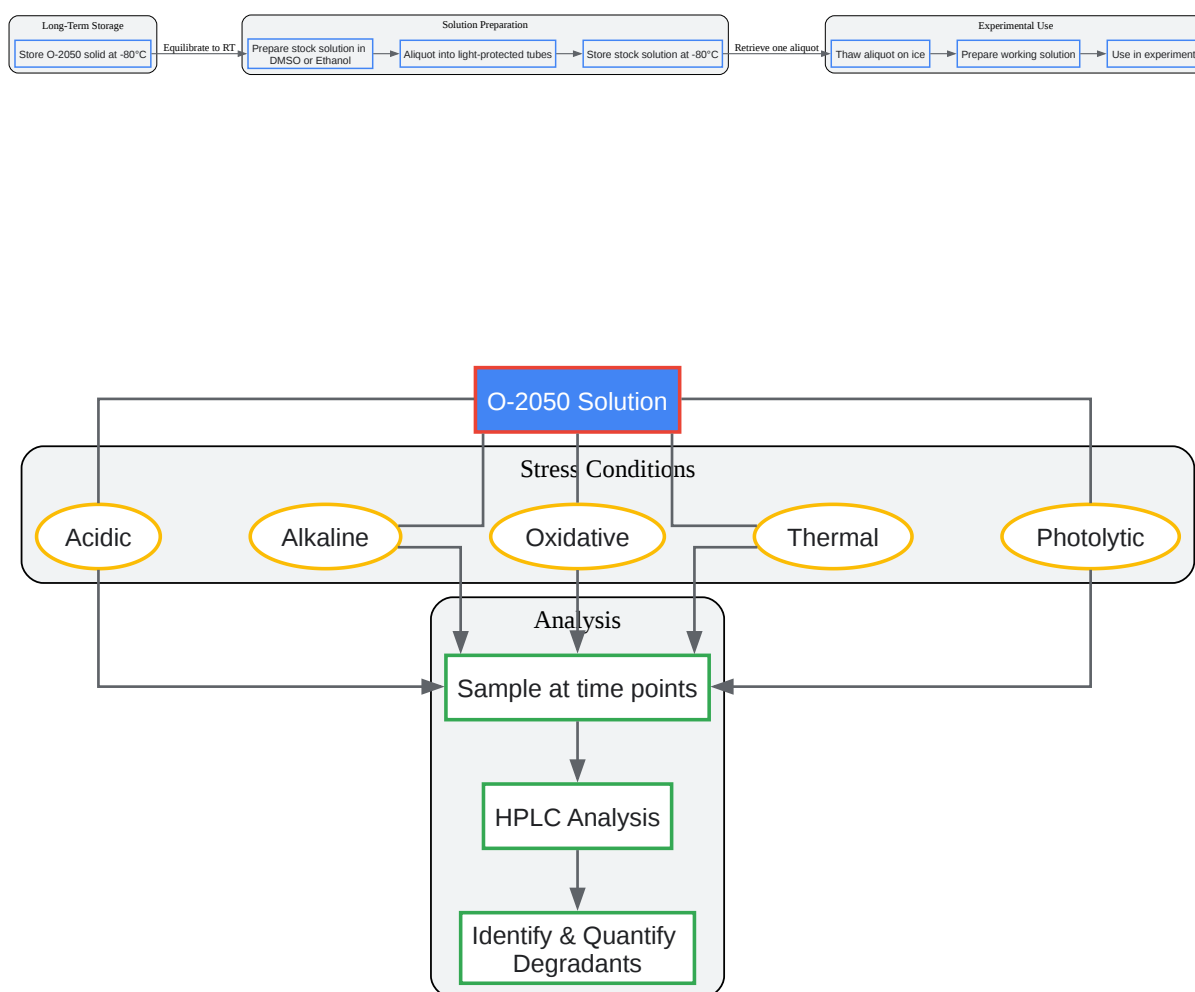 Long-Term Storage
Store O-2050 solid at -80°C
Equilibrate to RT
Solution Preparation
Prepare stock solution in
DMSO or Ethanol
Aliquot into light-protected tubes
Store stock solution at -80°C
Retrieve one aliquot
Experimental Use
Thaw aliquot on ice
Prepare working solution
Use in experiment
O-2050 Solution
Stress Conditions
Acidic
Alkaline
Oxidative
Thermal
Photolytic
Analysis
Sample at time points
HPLC Analysis
Identify & Quantify
Degradants